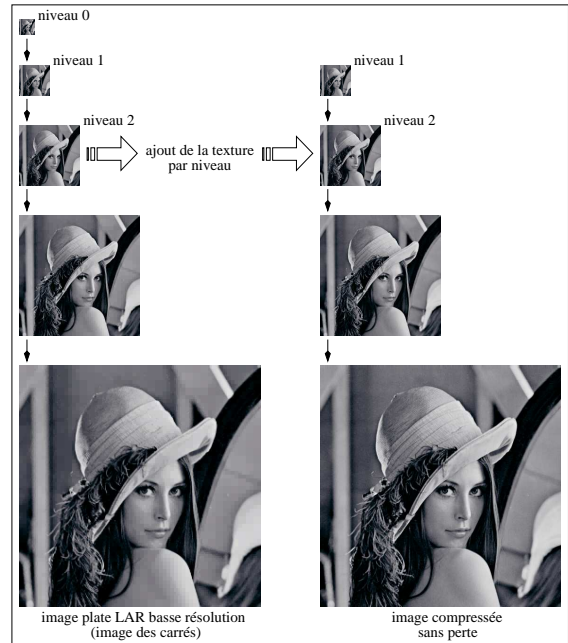 niveau 0
niveau 1
niveau 1
niveau 2
niveau 2
ajout de la texture
par niveau
image plate LAR basse résolution
(image des carrés)
image compressée
sans perte